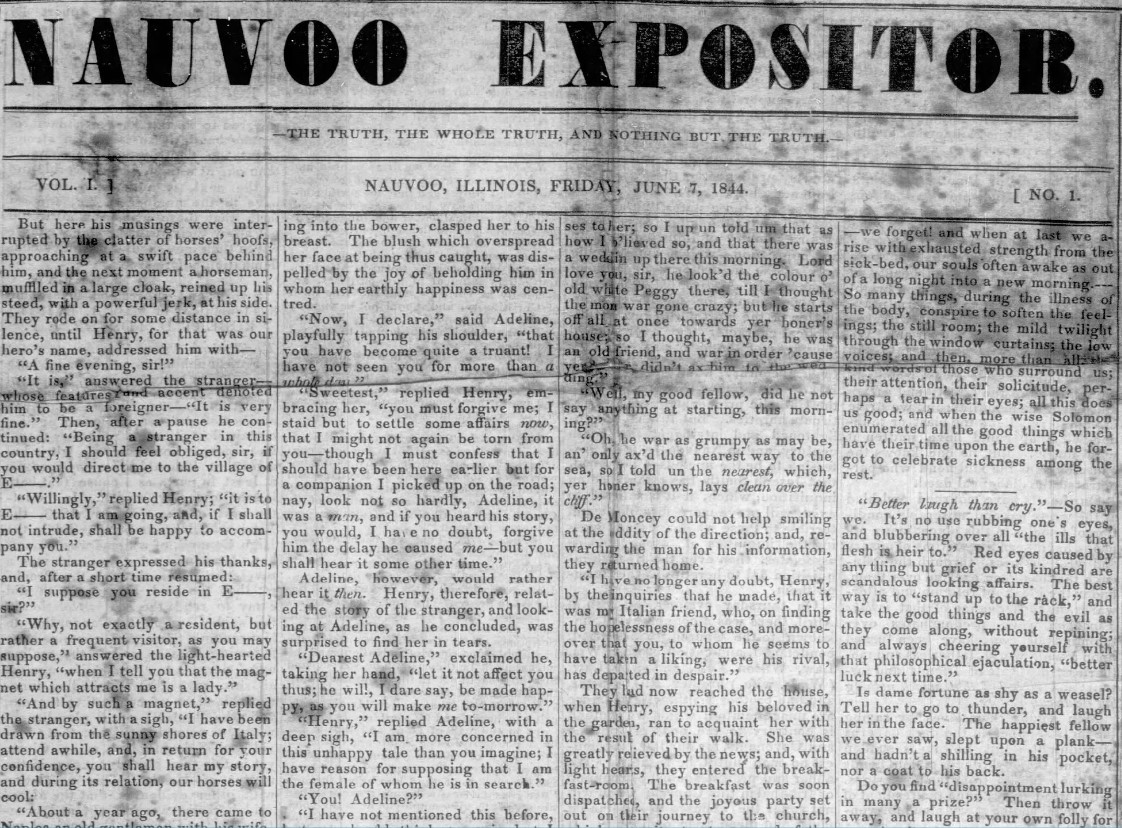 NAUVOO EXPOSITOR.
—THE TRUTH, THE WHOLE TRUTH, AND NOTHING BUT THE TRUTH.—
VOL. I. ]
NAUVOO, ILLINOIS, FRIDAY, JUNE 7, 1844.
[ NO. 1.
But here his musings were inter-
rupted by the clatter of horses' hoofs,
approaching at a swift pace behind
him, and the next moment a horseman,
muffled in a large cloak, reined up his
steed, with a powerful jerk, at his side.
They rode on for some distance in si-
lence, until Henry, for that was our
hero's name, addressed him with—
"A fine evening, sir!"
"It is," answered the stranger—
whose features and accent denoted
him to be a foreigner—"It is very
fine." Then, after a pause he con-
tinued: "Being a stranger in this
country, I should feel obliged, sir, if
you would direct me to the village of
E——."
"Willingly," replied Henry; "it is to
E—— that I am going, and, if I shall
not intrude, shall be happy to accom-
pany you."
The stranger expressed his thanks,
and, after a short time resumed:
"I suppose you reside in E——,
sir?"
"Why, not exactly a resident, but
rather a frequent visitor, as you may
suppose," answered the light-hearted
Henry, "when I tell you that the mag-
net which attracts me is a lady."
"And by such a magnet," replied
the stranger, with a sigh, "I have been
drawn from the sunny shores of Italy;
attend awhile, and, in return for your
confidence, you shall hear my story,
and during its relation, our horses will
cool:
"About a year ago, there came to
Naples an old gentleman with his wife
ing into the bower, clasped her to his
breast. The blush which overspread
her face at being thus caught, was dis-
pelled by the joy of beholding him in
whom her earthly happiness was cen-
tred.
"Now, I declare," said Adeline,
playfully tapping his shoulder, "that
you have become quite a truant! I
have not seen you for more than a
whole day."
"Sweetest," replied Henry, em-
bracing her, "you must forgive me; I
staid but to settle some affairs now,
that I might not again be torn from
you—though I must confess that I
should have been here earlier but for
a companion I picked up on the road;
nay, look not so hardly, Adeline, it
was a man, and if you heard his story,
you would, I have no doubt, forgive
him the delay he caused me—but you
shall hear it some other time."
Adeline, however, would rather
hear it then. Henry, therefore, relat-
ed the story of the stranger, and look-
ing at Adeline, as he concluded, was
surprised to find her in tears.
"Dearest Adeline," exclaimed he,
taking her hand, "let it not affect you
thus; he will, I dare say, be made hap-
py, as you will make me to-morrow."
"Henry," replied Adeline, with a
deep sigh, "I am more concerned in
this unhappy tale than you imagine; I
have reason for supposing that I am
the female of whom he is in search."
"You! Adeline?"
"I have not mentioned this before,
ses to her; so I up un told um that as
how I b'lieved so, and that there was
a weddin up there this morning. Lord
love you, sir, he look'd the colour o'
old white Peggy there, till I thought
the mon war gone crazy; but he starts
off all at once towards yer honer's
house; so I thought, maybe, he was
an old friend, and war in order 'cause
yer didn't ax him to the wed-
ding."
"Well, my good fellow, did he not
say anything at starting, this morn-
ing?"
"Oh, he war as grumpy as may be,
an' only ax'd the nearest way to the
sea, so I told un the nearest, which,
yer honer knows, lays clean over the
cliff."
De Moncey could not help smiling
at the oddity of the direction; and, re-
warding the man for his information,
they returned home.
"I have no longer any doubt, Henry,
by the inquiries that he made, that it
was my Italian friend, who, on finding
the hopelessness of the case, and more-
over that you, to whom he seems to
have taken a liking, were his rival,
has departed in despair."
They had now reached the house,
when Henry, espying his beloved in
the garden, ran to acquaint her with
the result of their walk. She was
greatly releived by the news; and, with
light hearts, they entered the break-
fast-room. The breakfast was soon
dispatched, and the joyous party set
out on their journey to the church,
—we forget! and when at last we a-
rise with exhausted strength from the
sick-bed, our souls often awake as out
of a long night into a new morning.—
So many things, during the illness of
the body, conspire to soften the feel-
ings; the still room; the mild twilight
through the window curtains; the low
voices; and then, more than all, the
kind words of those who surround us;
their attention, their solicitude, per-
haps a tear in their eyes; all this does
us good; and when the wise Solomon
enumerated all the good things which
have their time upon the earth, he for-
got to celebrate sickness among the
rest.
"Better laugh than cry."—So say
we. It's no use rubbing one's eyes,
and blubbering over all "the ills that
flesh is heir to." Red eyes caused by
any thing but grief or its kindred are
scandalous looking affairs. The best
way is to "stand up to the rack," and
take the good things and the evil as
they come along, without repining;
and always cheering yourself with
that philosophical ejaculation, "better
luck next time."
Is dame fortune as shy as a weasel?
Tell her to go to thunder, and laugh
her in the face. The happiest fellow
we ever saw, slept upon a plank—
and hadn't a shilling in his pocket,
nor a coat to his back.
Do you find "disappointment lurking
in many a prize?" Then throw it
away, and laugh at your own folly for